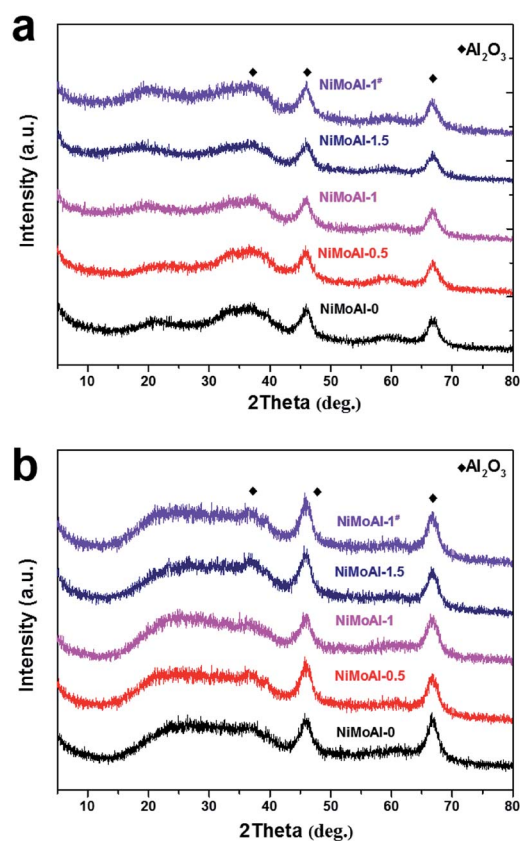 a
◆Al₂O₃
NiMoAl-1#
NiMoAl-1.5
NiMoAl-1
NiMoAl-0.5
NiMoAl-0
Intensity (a.u.)
10 20 30 40 50 60 70 80
2Theta (deg.)
b
◆Al₂O₃
NiMoAl-1#
NiMoAl-1.5
NiMoAl-1
NiMoAl-0.5
NiMoAl-0
Intensity (a.u.)
10 20 30 40 50 60 70 80
2Theta (deg.)